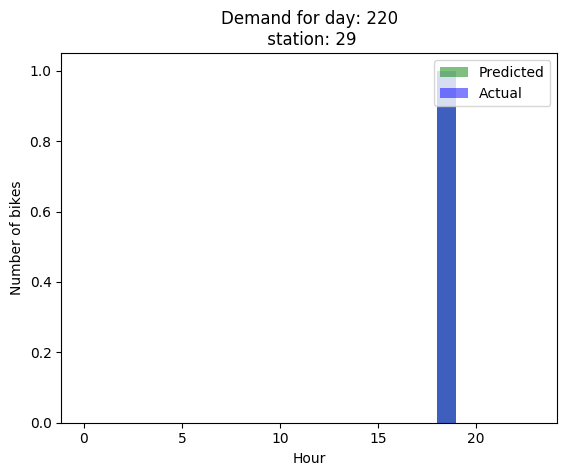 Demand for day: 220
station: 29
Predicted
Actual
1.0
0.8
0.6
0.4
0.2
0.0
Number of bikes
0
5
10
15
20
Hour